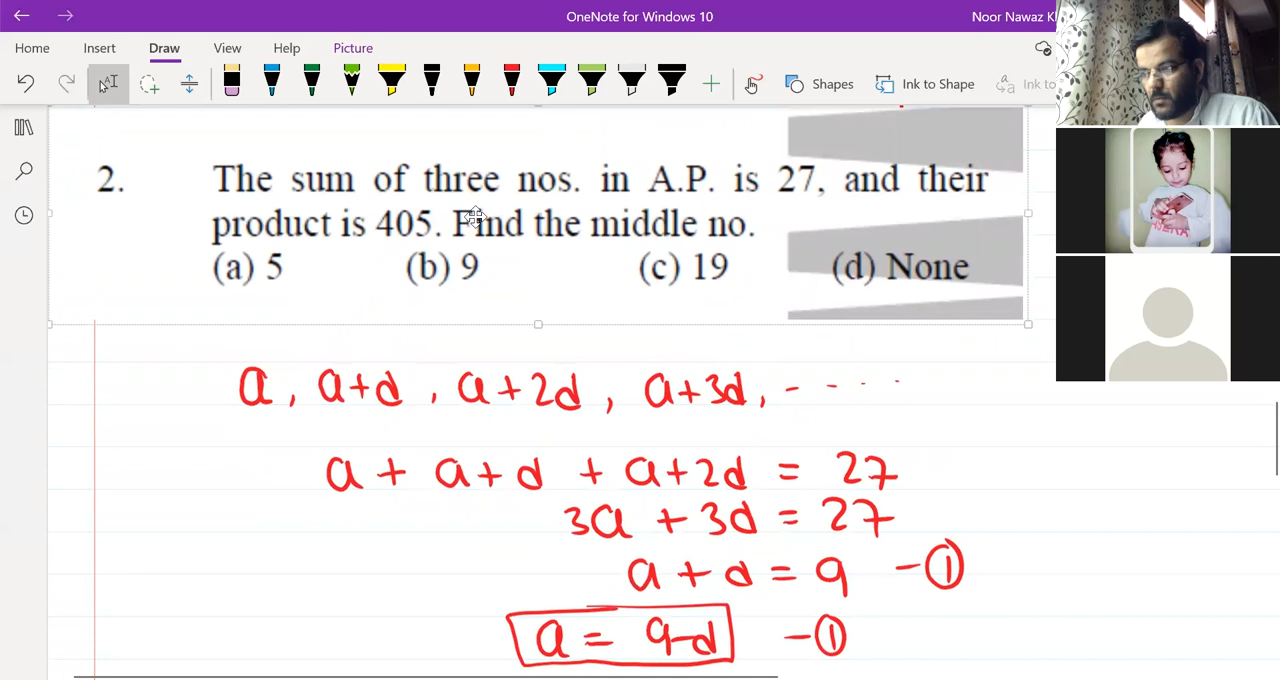 OneNote for Windows 10
Noor Nawaz K
Home Insert Draw View Help Picture
Shapes Ink to Shape Ink to
2. The sum of three nos. in A.P. is 27, and their
product is 405. Find the middle no.
(a) 5 (b) 9 (c) 19 (d) None
a, a+d, a+2d, a+3d, - - - - -
a + a+d + a+2d = 27
3a + 3d = 27
a + d = 9 - ①
a = 9-d - ①